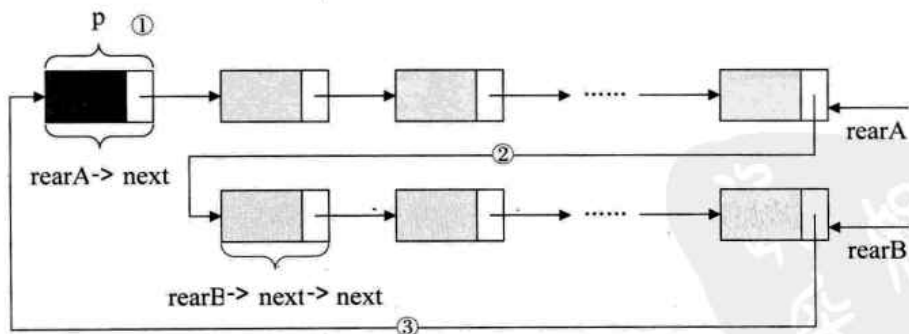 p ①
......
rearA
rearA-> next
②
......
rearB
rearB-> next-> next
③